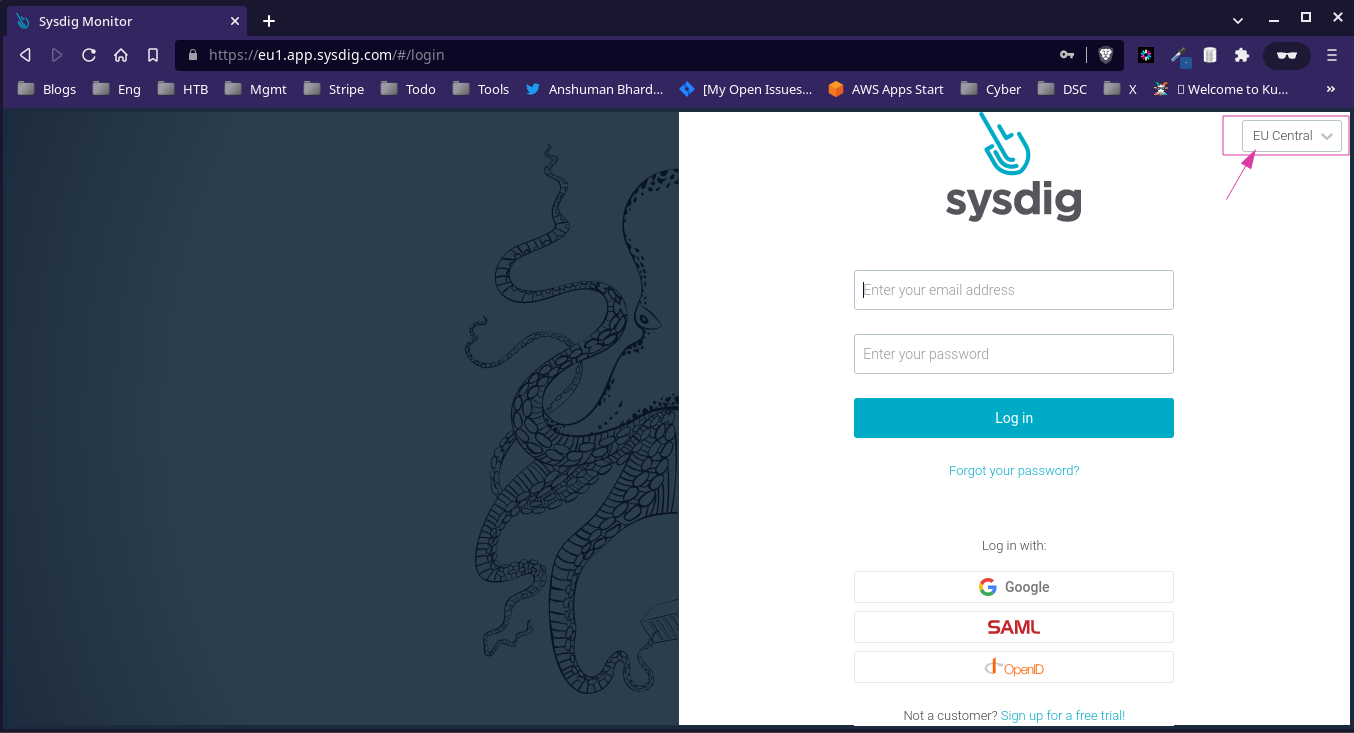 Sysdig Monitor
https://eu1.app.sysdig.com/#/login
Blogs Eng HTB Mgmt Stripe Todo Tools Anshuman Bhard... [My Open Issues... AWS Apps Start Cyber DSC X Welcome to Ku... »
EU Central
sysdig
Enter your email address
Enter your password
Log in
Forgot your password?
Log in with:
Google
SAML
OpenID
Not a customer? Sign up for a free trial!